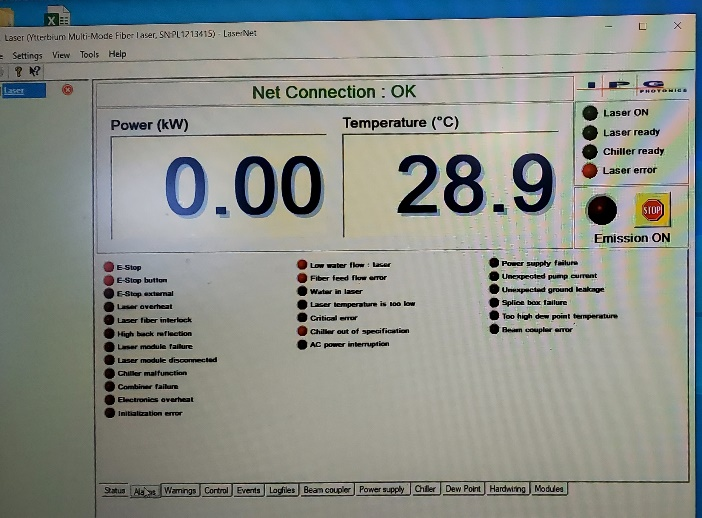 Laser (Ytterbium Multi-Mode Fiber Laser, SN:PL1213415) - LaserNet
Settings View Tools Help
Laser
Net Connection : OK
IPG
PHOTONICS
Power (kW)
0.00
Temperature (°C)
28.9
Laser ON
Laser ready
Chiller ready
Laser error
STOP
Emission ON
E-Stop
E-Stop button
E-Stop external
Laser overheat
Laser fiber interlock
High back reflection
Laser module failure
Laser module disconnected
Chiller malfunction
Combiner failure
Electronics overheat
Initialization error
Low water flow : laser
Fiber feed flow error
Water in laser
Laser temperature is too low
Critical error
Chiller out of specification
AC power interruption
Power supply failure
Unexpected pump current
Unexpected ground leakage
Splice box failure
Too high dew point temperature
Beam coupler error
Status Alarms Warnings Control Events Logfiles Beam coupler Power supply Chiller Dew Point Hardwiring Modules